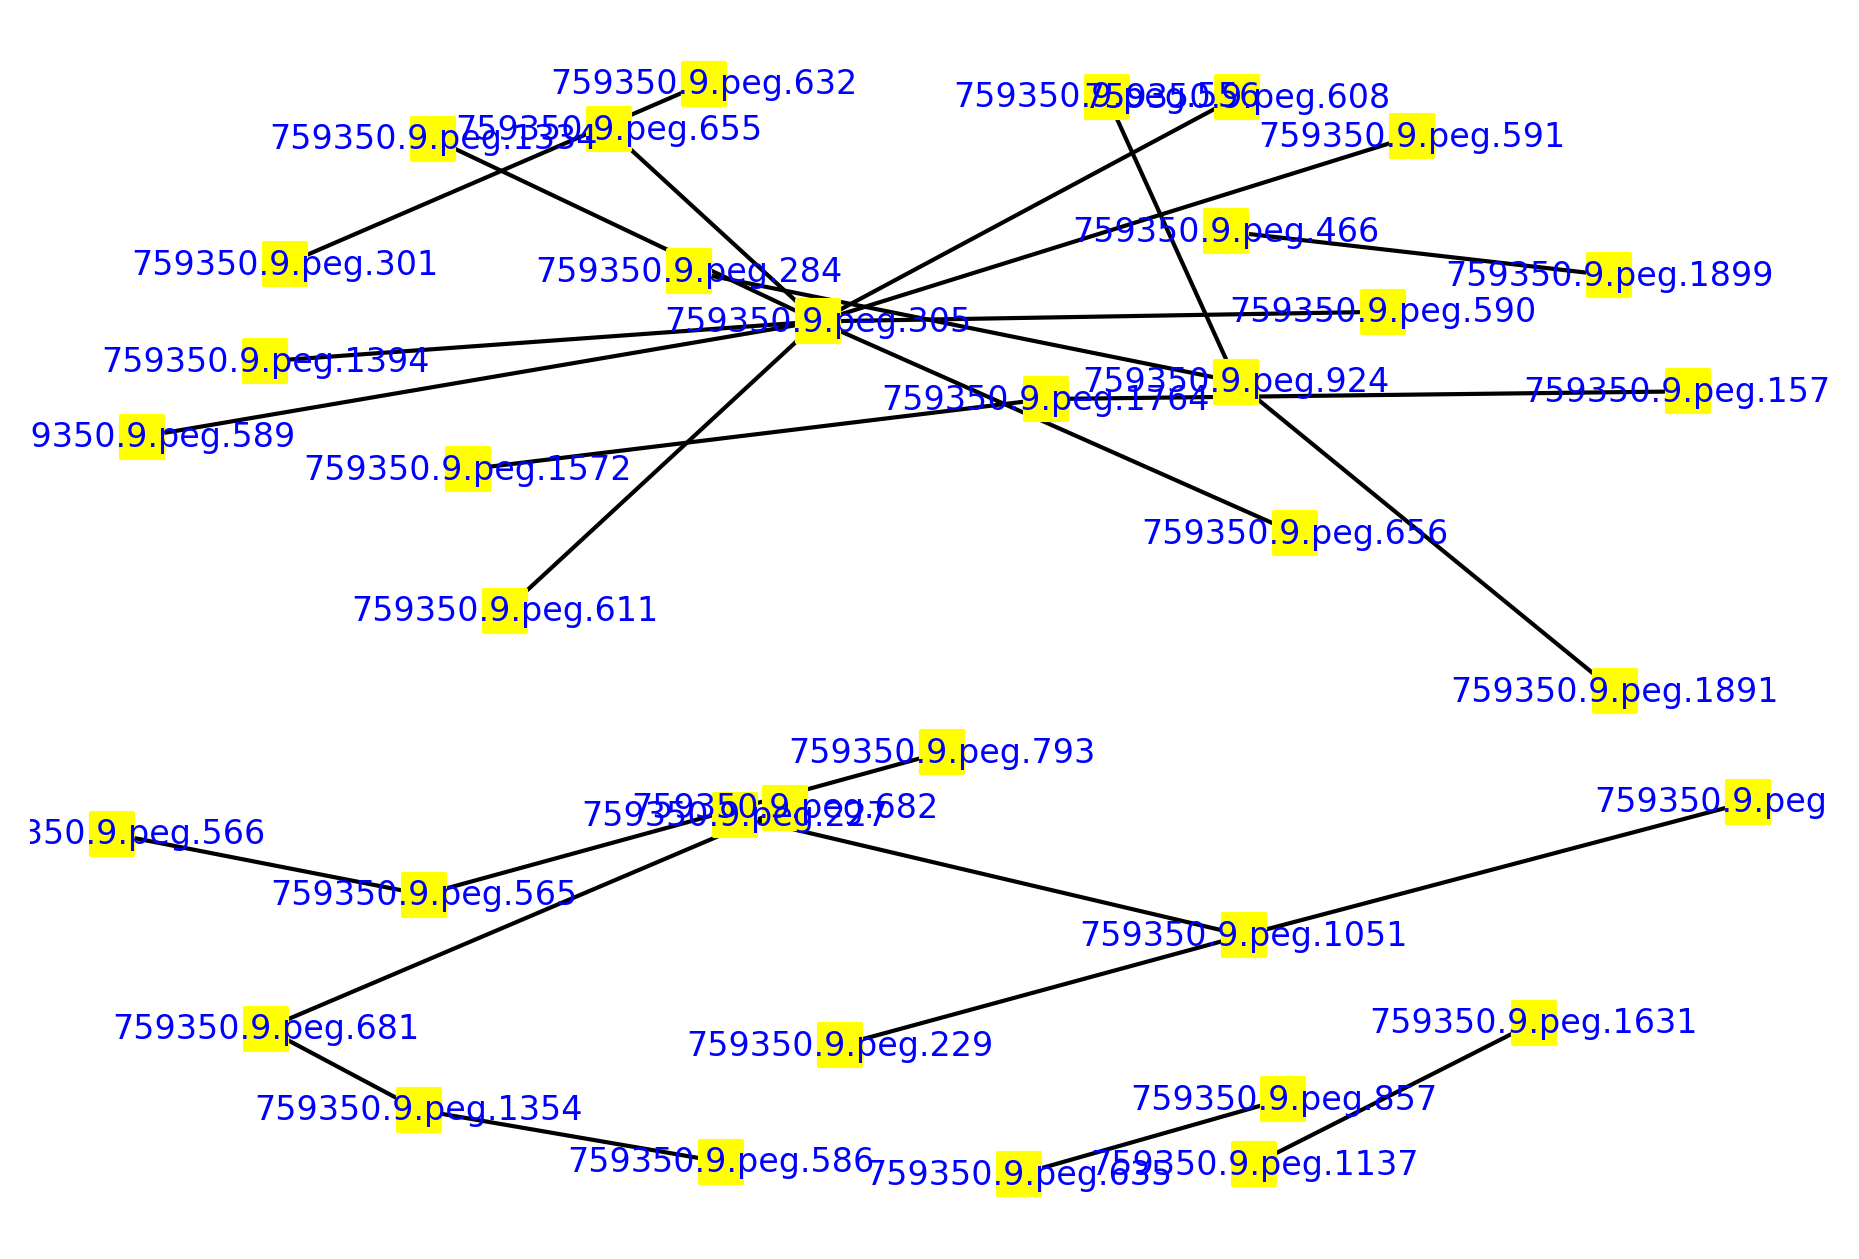 759350.9.peg.632
759350.9.peg.556
759350.9.peg.608
759350.9.peg.1334
759350.9.peg.655
759350.9.peg.591
759350.9.peg.466
759350.9.peg.301
759350.9.peg.284
759350.9.peg.1899
759350.9.peg.305
759350.9.peg.590
759350.9.peg.1394
759350.9.peg.924
759350.9.peg.1764
759350.9.peg.157
9350.9.peg.589
759350.9.peg.1572
759350.9.peg.656
759350.9.peg.611
759350.9.peg.1891
759350.9.peg.793
759350.9.peg
759350.9.peg.682
759350.9.peg.227
350.9.peg.566
759350.9.peg.565
759350.9.peg.1051
759350.9.peg.1631
759350.9.peg.681
759350.9.peg.229
759350.9.peg.857
759350.9.peg.1354
759350.9.peg.586
759350.9.peg.635
759350.9.peg.1137